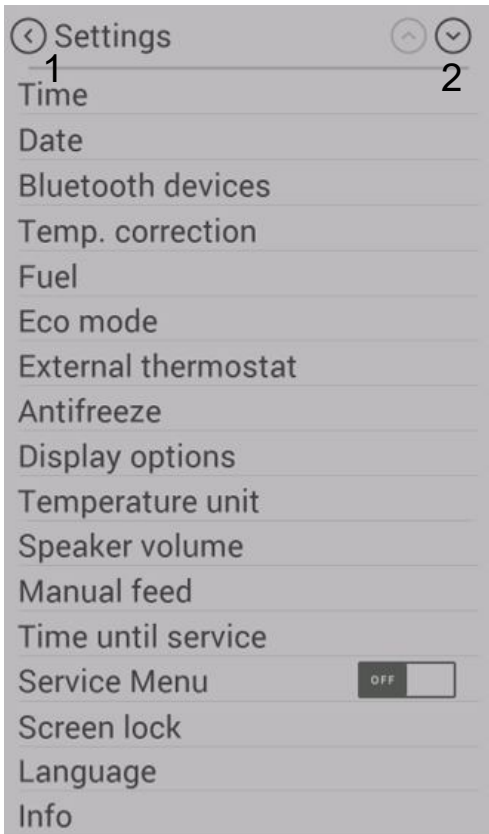 Settings
1
2
Time
Date
Bluetooth devices
Temp. correction
Fuel
Eco mode
External thermostat
Antifreeze
Display options
Temperature unit
Speaker volume
Manual feed
Time until service
Service Menu OFF
Screen lock
Language
Info